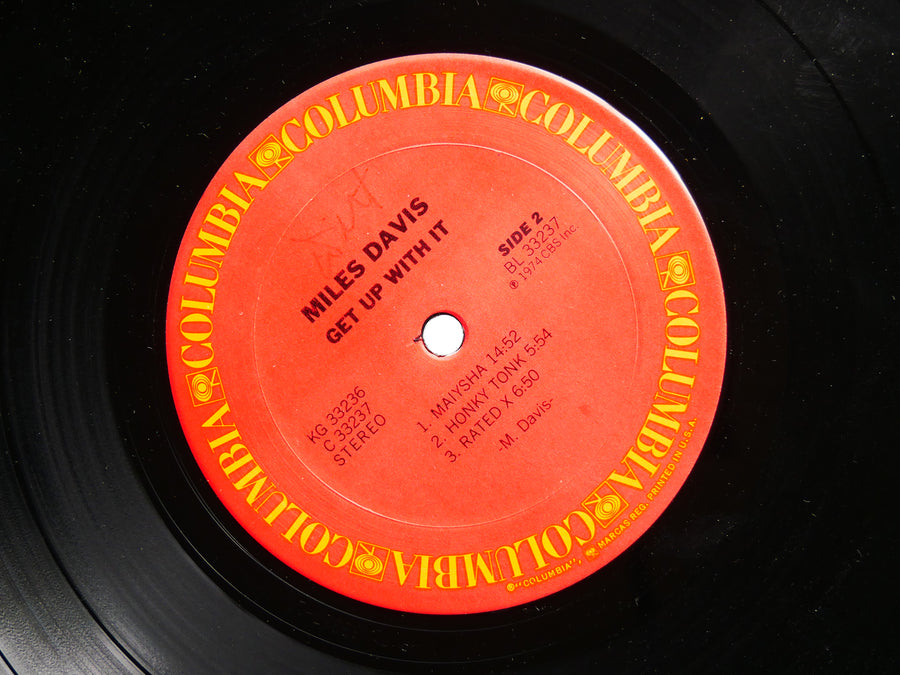 COLUMBIA COLUMBIA COLUMBIA COLUMBIA COLUMBIA COLUMBIA COLUMBIA
MILES DAVIS
GET UP WITH IT
SIDE 2
BL 33237
℗ 1974 CBS Inc.
KG 33236
C 33237
STEREO
1. MAIYSHA 14:52
2. HONKY TONK 5:54
3. RATED X 6:50
-M. Davis-
®"COLUMBIA", MARCAS REG. PRINTED IN U.S.A.